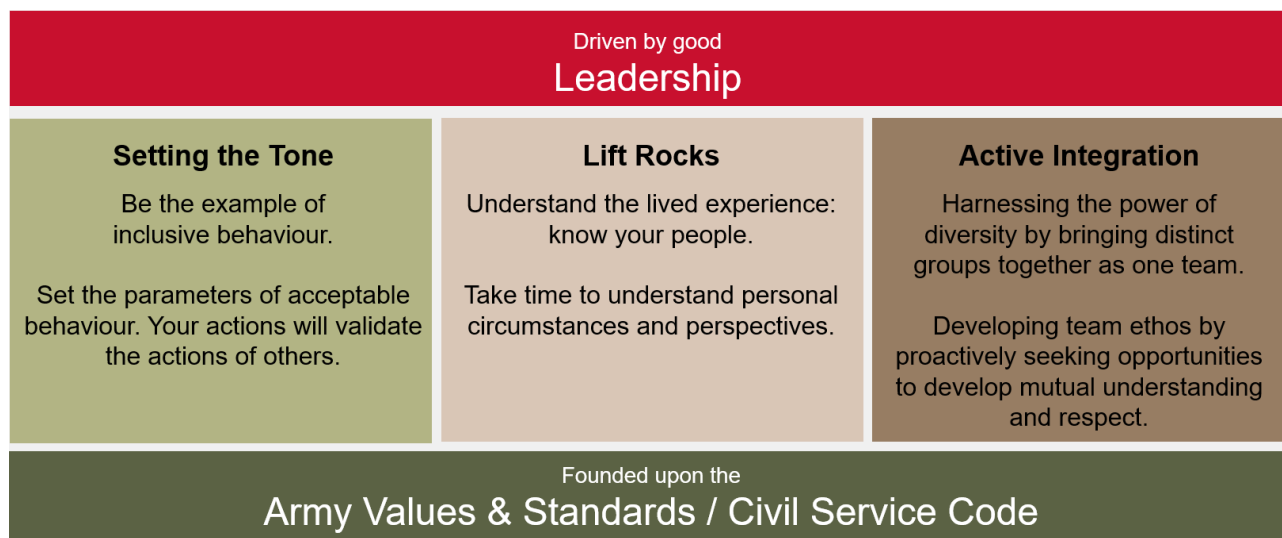 Driven by good
Leadership
Setting the Tone
Be the example of
inclusive behaviour.
Set the parameters of acceptable
behaviour. Your actions will validate
the actions of others.
Lift Rocks
Understand the lived experience:
know your people.
Take time to understand personal
circumstances and perspectives.
Active Integration
Harnessing the power of
diversity by bringing distinct
groups together as one team.
Developing team ethos by
proactively seeking opportunities
to develop mutual understanding
and respect.
Founded upon the
Army Values & Standards / Civil Service Code